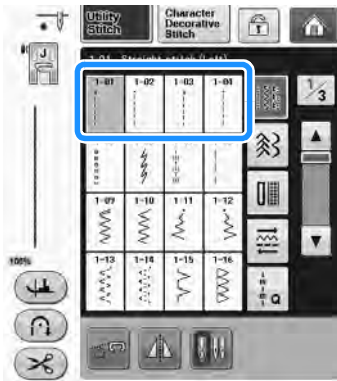 Utility
Stitch
Character
Decorative
Stitch
J
1-01 Straight stitch (Left)
1-01 1-02 1-03 1-04
1/3
1-09 1-10 1-11 1-12
100%
1-13 1-14 1-15 1-16
Q